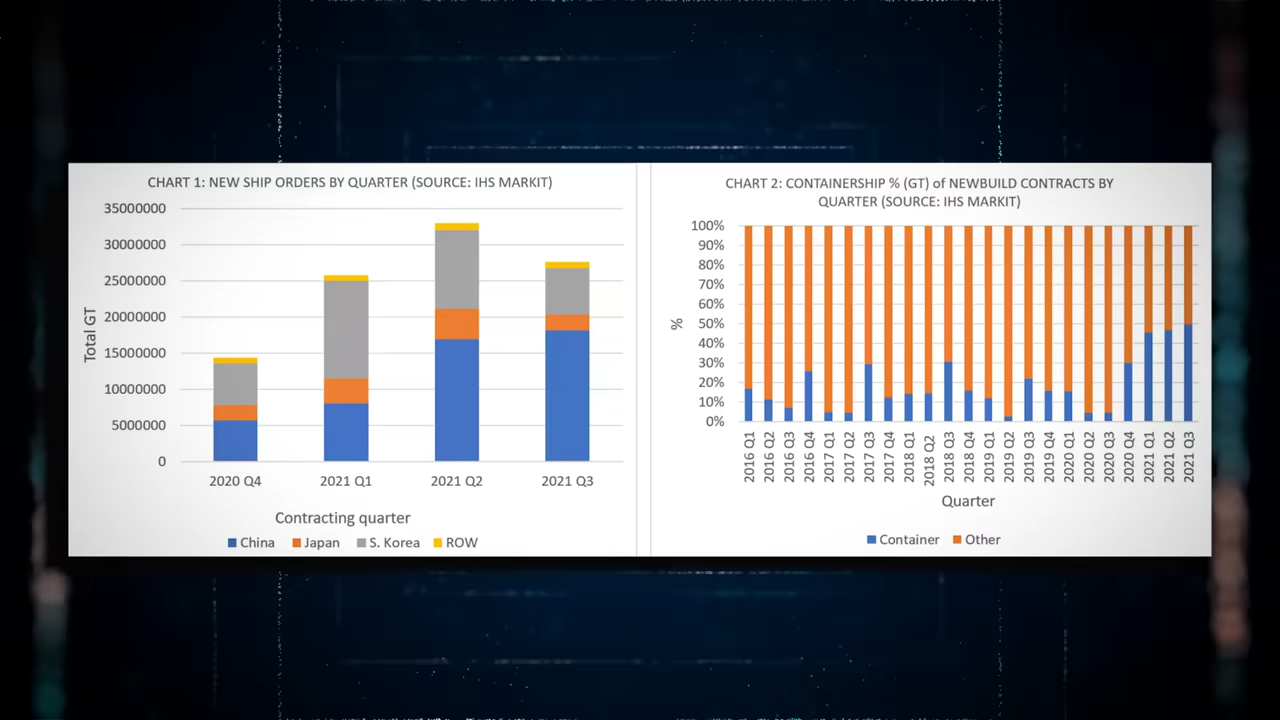 CHART 1: NEW SHIP ORDERS BY QUARTER (SOURCE: IHS MARKIT)
35000000
30000000
25000000
20000000
15000000
10000000
5000000
0
Total GT
2020 Q4 2021 Q1 2021 Q2 2021 Q3
Contracting quarter
China Japan S. Korea ROW
CHART 2: CONTAINERSHIP % (GT) of NEWBUILD CONTRACTS BY
QUARTER (SOURCE: IHS MARKIT)
100%
90%
80%
70%
60%
50%
40%
30%
20%
10%
0%
%
2016 Q1
2016 Q2
2016 Q3
2016 Q4
2017 Q1
2017 Q2
2017 Q3
2017 Q4
2018 Q1
2018 Q2
2018 Q3
2018 Q4
2019 Q1
2019 Q2
2019 Q3
2019 Q4
2020 Q1
2020 Q2
2020 Q3
2020 Q4
2021 Q1
2021 Q2
2021 Q3
Quarter
Container Other